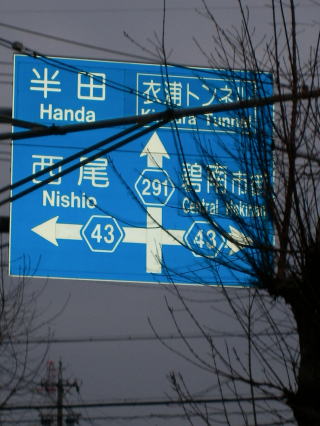 半田
Handa
衣浦トンネル
Kinuura Tunnel
西尾
Nishio
291
碧南市街
Central Hekinan
43
43